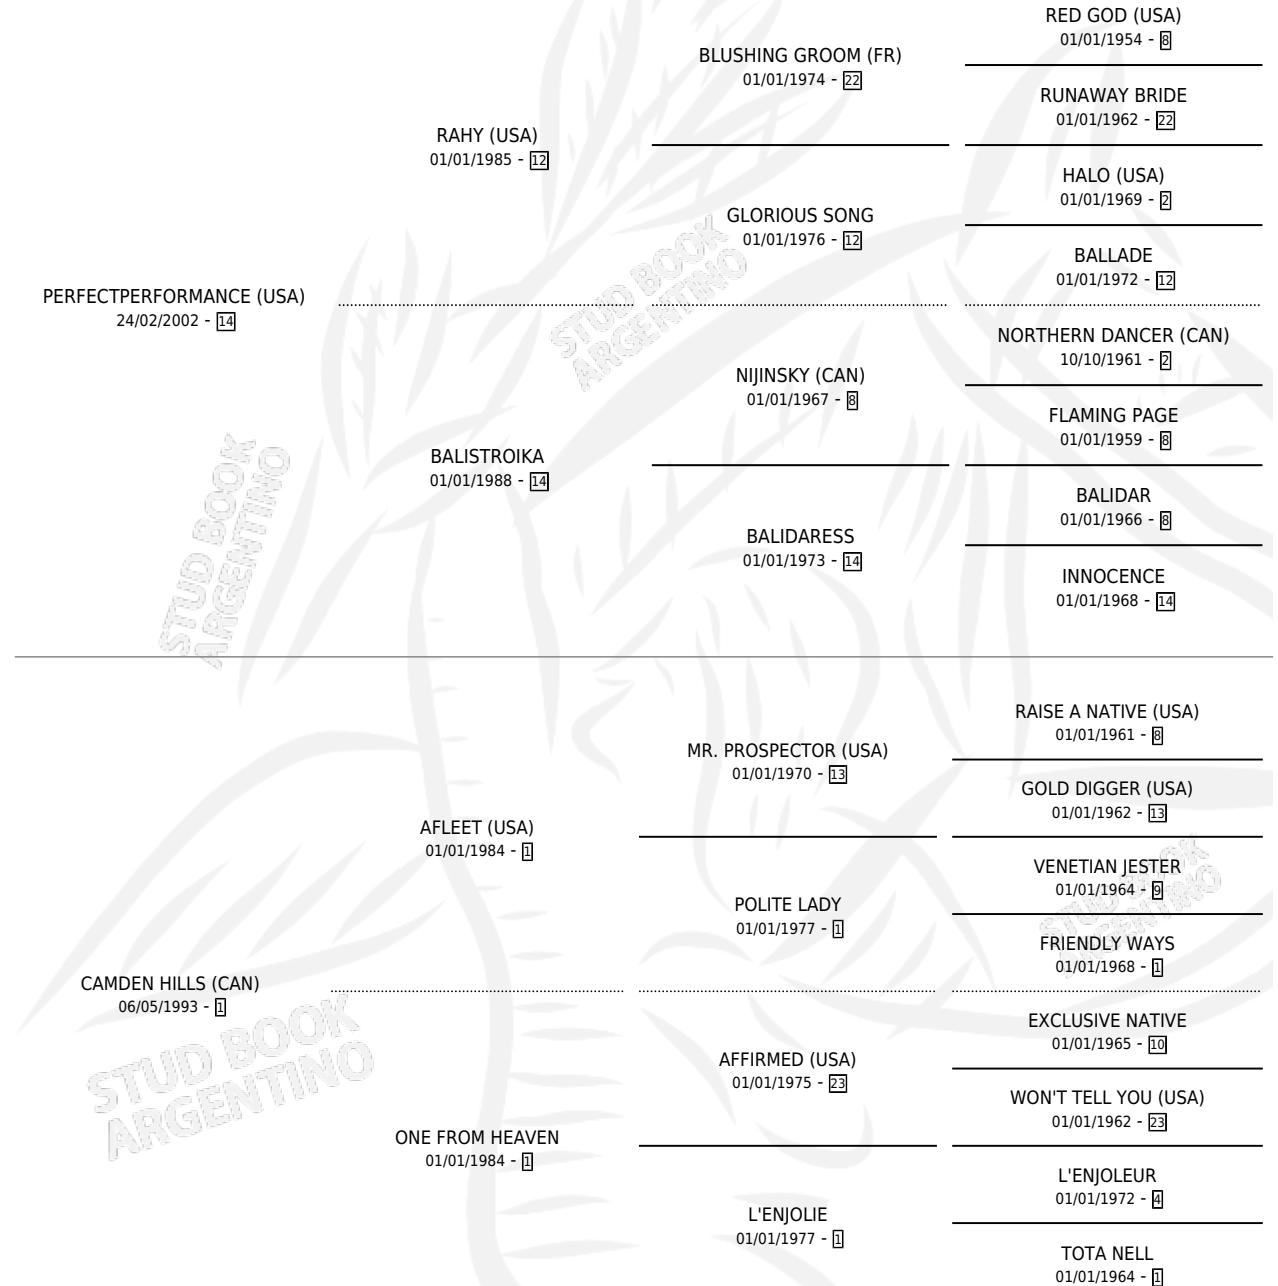 RED GOD (USA)
01/01/1954 - 8
BLUSHING GROOM (FR)
01/01/1974 - 22
RUNAWAY BRIDE
01/01/1962 - 22
RAHY (USA)
01/01/1985 - 12
HALO (USA)
01/01/1969 - 2
GLORIOUS SONG
01/01/1976 - 12
BALLADE
01/01/1972 - 12
PERFECTPERFORMANCE (USA)
24/02/2002 - 14
STUD BOOK
ARGENTINO
NORTHERN DANCER (CAN)
10/10/1961 - 2
NIJINSKY (CAN)
01/01/1967 - 8
FLAMING PAGE
01/01/1959 - 8
BALISTROIKA
01/01/1988 - 14
BALIDAR
01/01/1966 - 8
BALIDARESS
01/01/1973 - 14
INNOCENCE
01/01/1968 - 14
STUD BOOK
ARGENTINO
RAISE A NATIVE (USA)
01/01/1961 - 8
MR. PROSPECTOR (USA)
01/01/1970 - 13
GOLD DIGGER (USA)
01/01/1962 - 13
AFLEET (USA)
01/01/1984 - 1
VENETIAN JESTER
01/01/1964 - 9
POLITE LADY
01/01/1977 - 1
FRIENDLY WAYS
01/01/1968 - 1
STUD BOOK
ARGENTINO
CAMDEN HILLS (CAN)
06/05/1993 - 1
EXCLUSIVE NATIVE
01/01/1965 - 10
AFFIRMED (USA)
01/01/1975 - 23
WON'T TELL YOU (USA)
01/01/1962 - 23
STUD BOOK
ARGENTINO
ONE FROM HEAVEN
01/01/1984 - 1
L'ENJOLEUR
01/01/1972 - 4
L'ENJOLIE
01/01/1977 - 1
TOTA NELL
01/01/1964 - 1